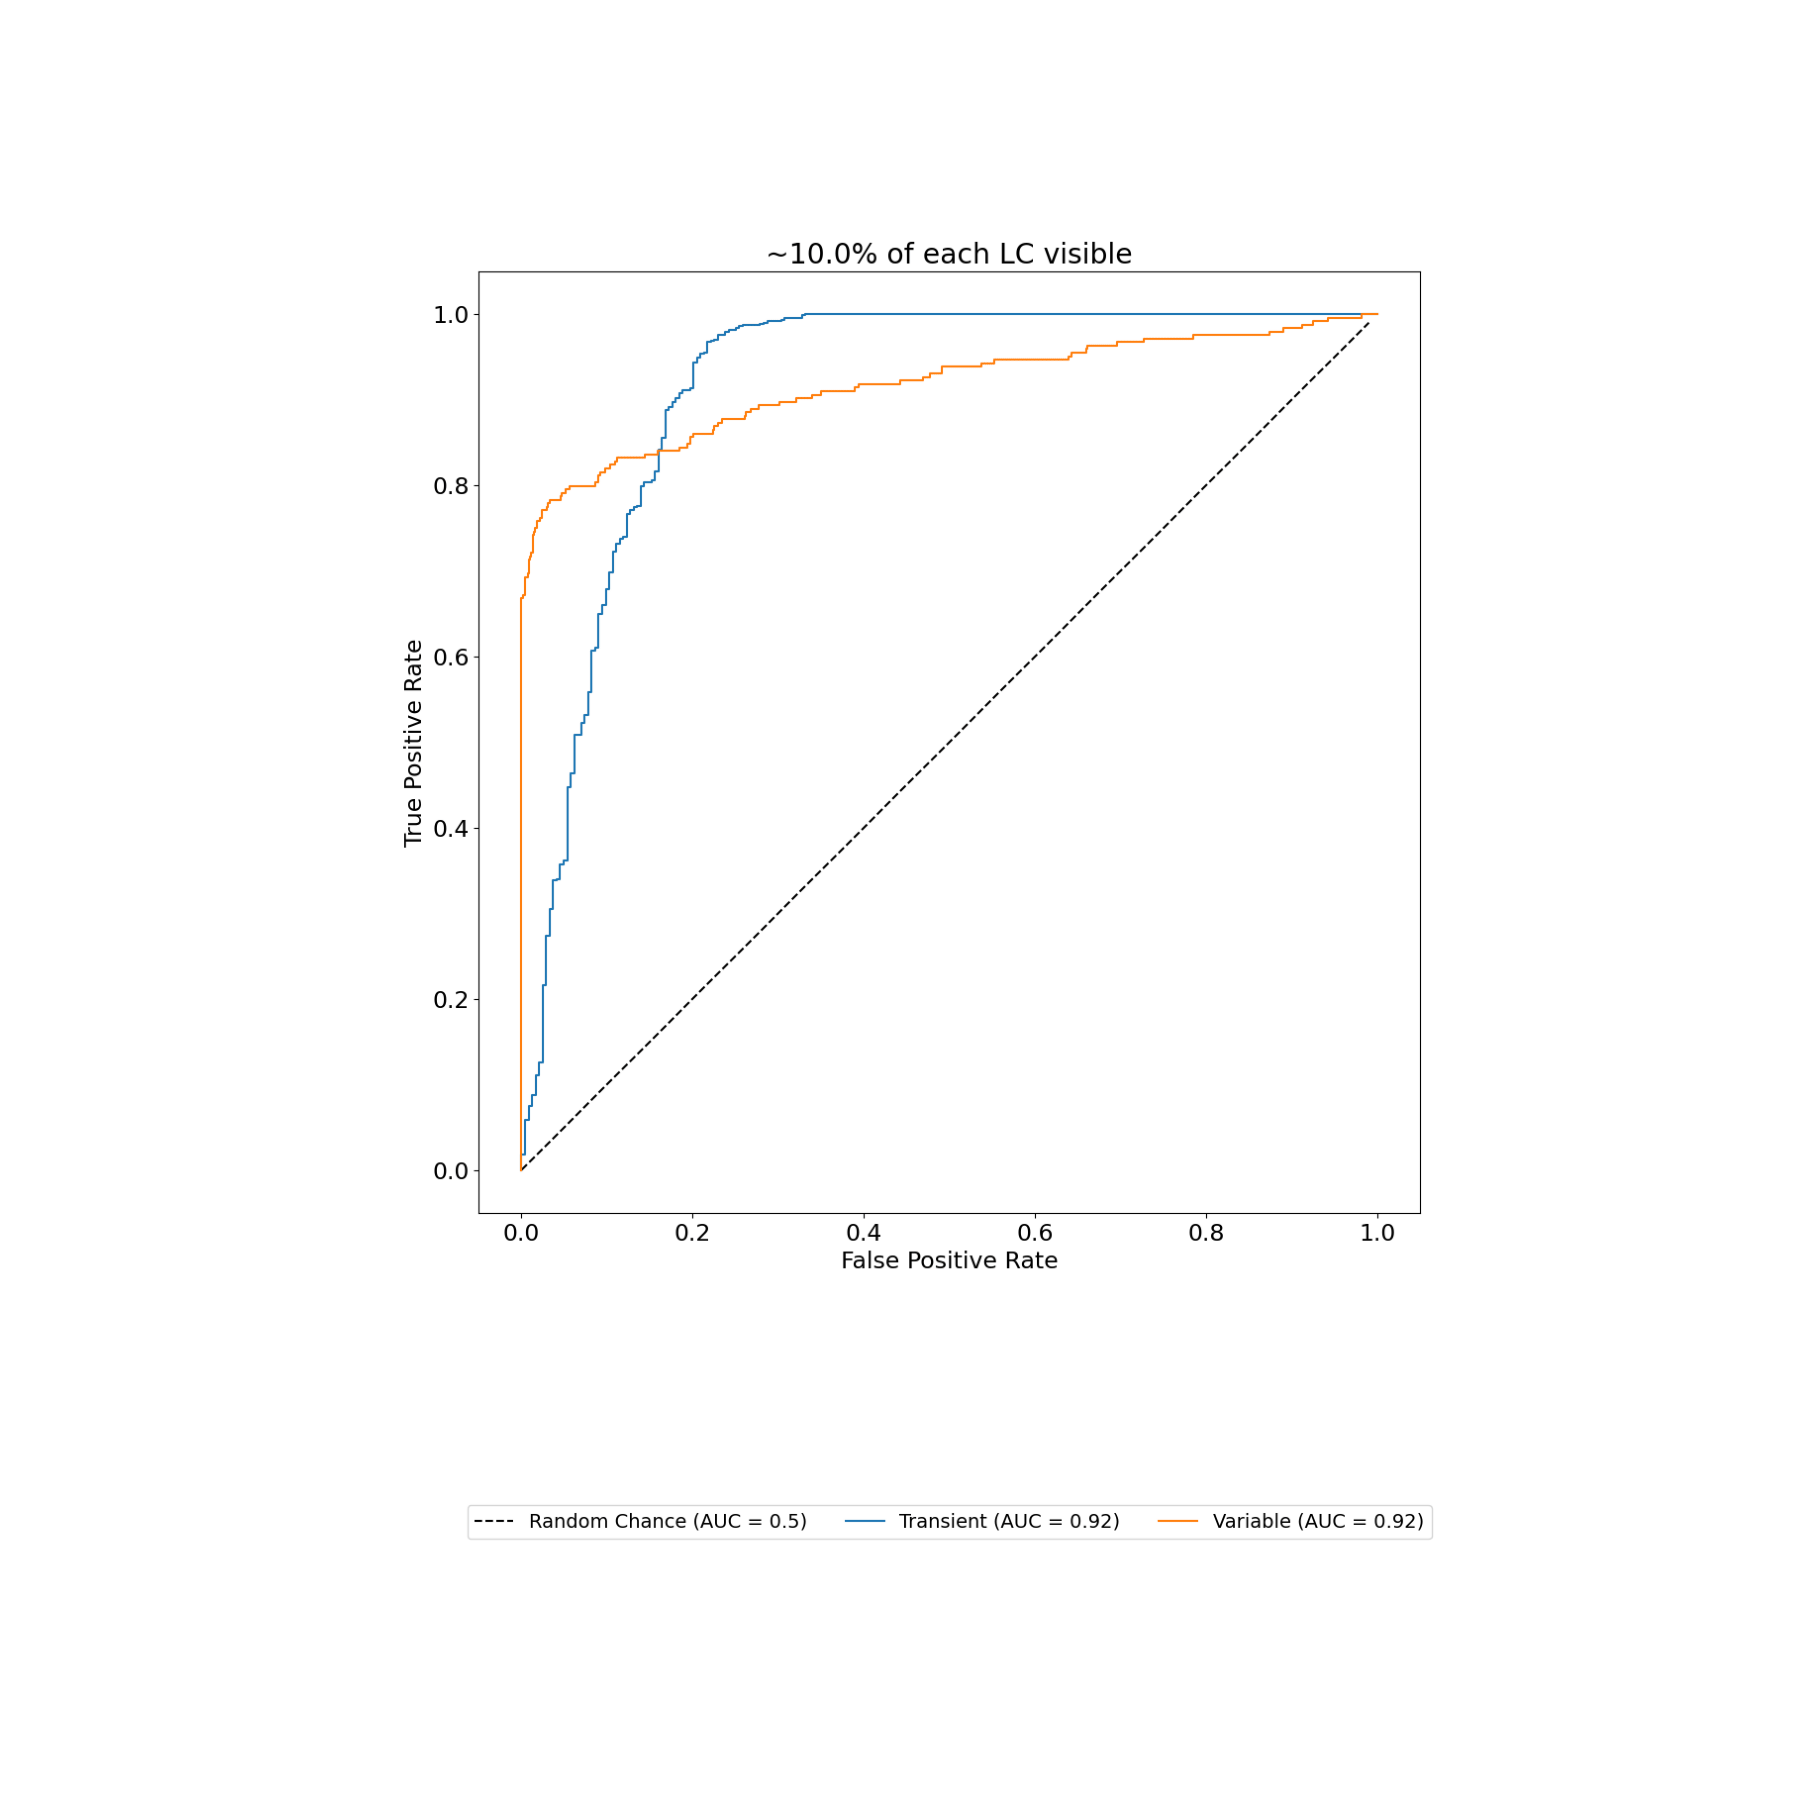 ~10.0% of each LC visible
True Positive Rate
1.0
0.8
0.6
0.4
0.2
0.0
0.0 0.2 0.4 0.6 0.8 1.0
False Positive Rate
Random Chance (AUC = 0.5) Transient (AUC = 0.92) Variable (AUC = 0.92)